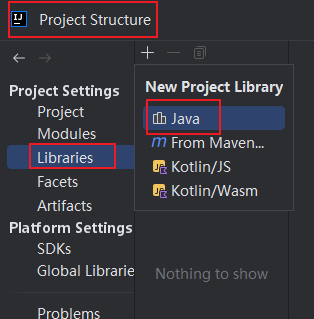 Project Structure
Project Settings
Project
Modules
Libraries
Facets
Artifacts
Platform Settings
SDKs
Global Librarie
Problems
New Project Library
Java
From Maven...
Kotlin/JS
Kotlin/Wasm
Nothing to show